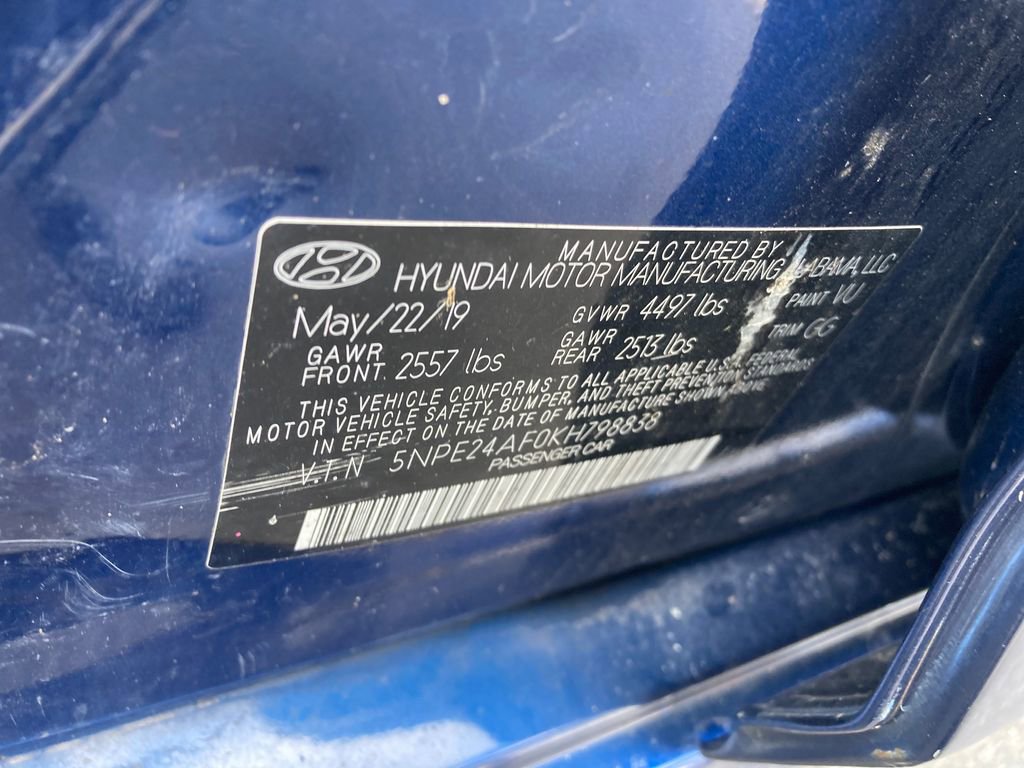 MANUFACTURED BY
HYUNDAI MOTOR MANUFACTURING ALABAMA, LLC
May/22/19 GVWR 4497 lbs PAINT VU
GAWR FRONT 2557 lbs GAWR REAR 2513 lbs TRIM GG
THIS VEHICLE CONFORMS TO ALL APPLICABLE U.S. FEDERAL
MOTOR VEHICLE SAFETY, BUMPER, AND THEFT PREVENTION STANDARDS
IN EFFECT ON THE DATE OF MANUFACTURE SHOWN ABOVE
V.I.N 5NPE24AF0KH798838
PASSENGER CAR